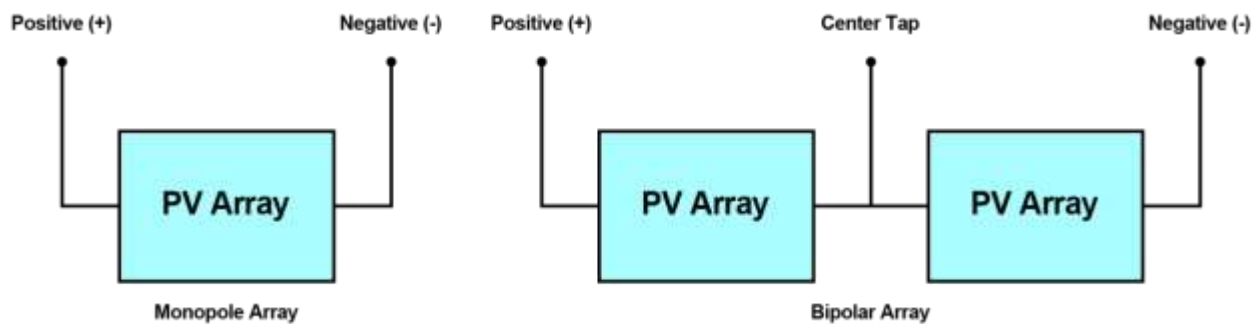 Positive (+)
Negative (-)
PV Array
Monopole Array
Positive (+)
Center Tap
Negative (-)
PV Array
PV Array
Bipolar Array